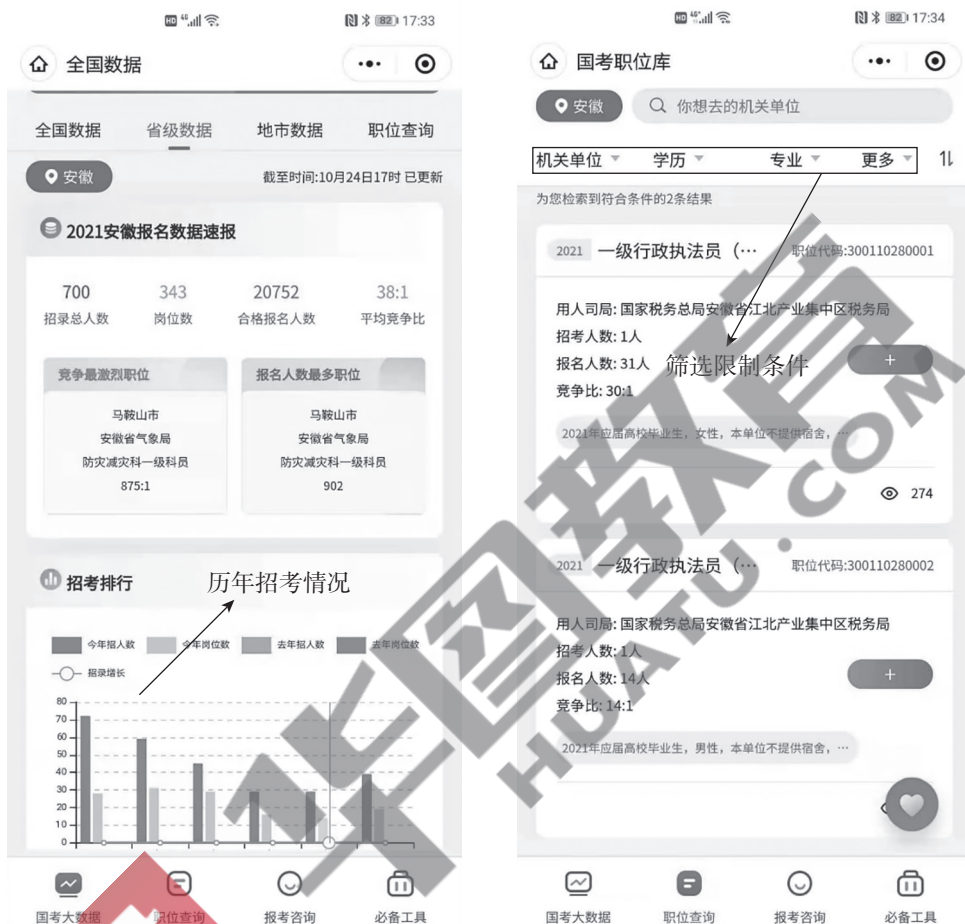 HD 46 82 17:33
全国数据
全国数据 省级数据 地市数据 职位查询
安徽 截至时间:10月24日17时 已更新
2021安徽报名数据速报
700 343 20752 38:1
招录总人数 岗位数 合格报名人数 平均竞争比
竞争最激烈职位 报名人数最多职位
马鞍山市 马鞍山市
安徽省气象局 安徽省气象局
防灾减灾科一级科员 防灾减灾科一级科员
875:1 902
招考排行 历年招考情况
今年招人数 今年岗位数 去年招人数 去年岗位数
招录增长
80
70
60
50
40
30
20
10
0
国考大数据 职位查询 报考咨询 必备工具
HD 46 82 17:34
国考职位库
安徽 你想去的机关单位
机关单位 学历 专业 更多
为您检索到符合条件的2条结果
2021 一级行政执法员（… 职位代码:300110280001
用人司局: 国家税务总局安徽省江北产业集中区税务局
招考人数: 1人
报名人数: 31人
筛选限制条件
竞争比: 30:1
+
2021年应届高校毕业生，女性，本单位不提供宿舍，…
274
2021 一级行政执法员（… 职位代码:300110280002
用人司局: 国家税务总局安徽省江北产业集中区税务局
招考人数: 1人
报名人数: 14人
竞争比: 14:1
+
2021年应届高校毕业生，男性，本单位不提供宿舍，…
国考大数据 职位查询 报考咨询 必备工具
华图教育
HUATU.COM